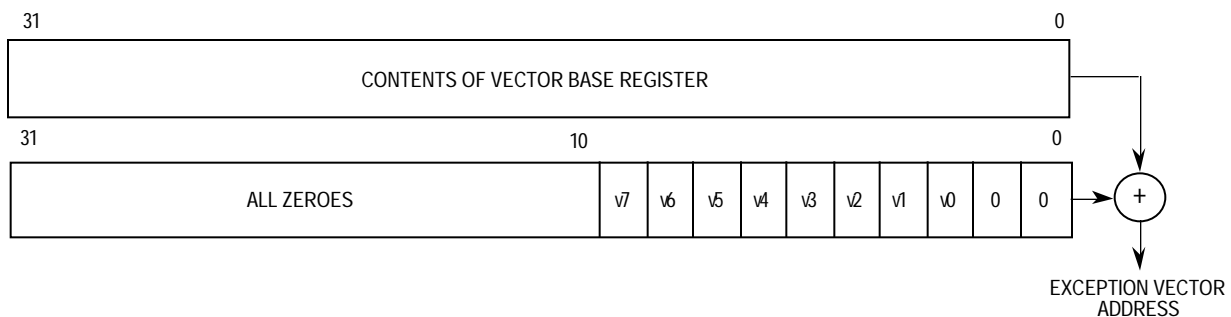 31 0
CONTENTS OF VECTOR BASE REGISTER
31 10 0
ALL ZEROES v7 v6 v5 v4 v3 v2 v1 v0 0 0
+
EXCEPTION VECTOR
ADDRESS